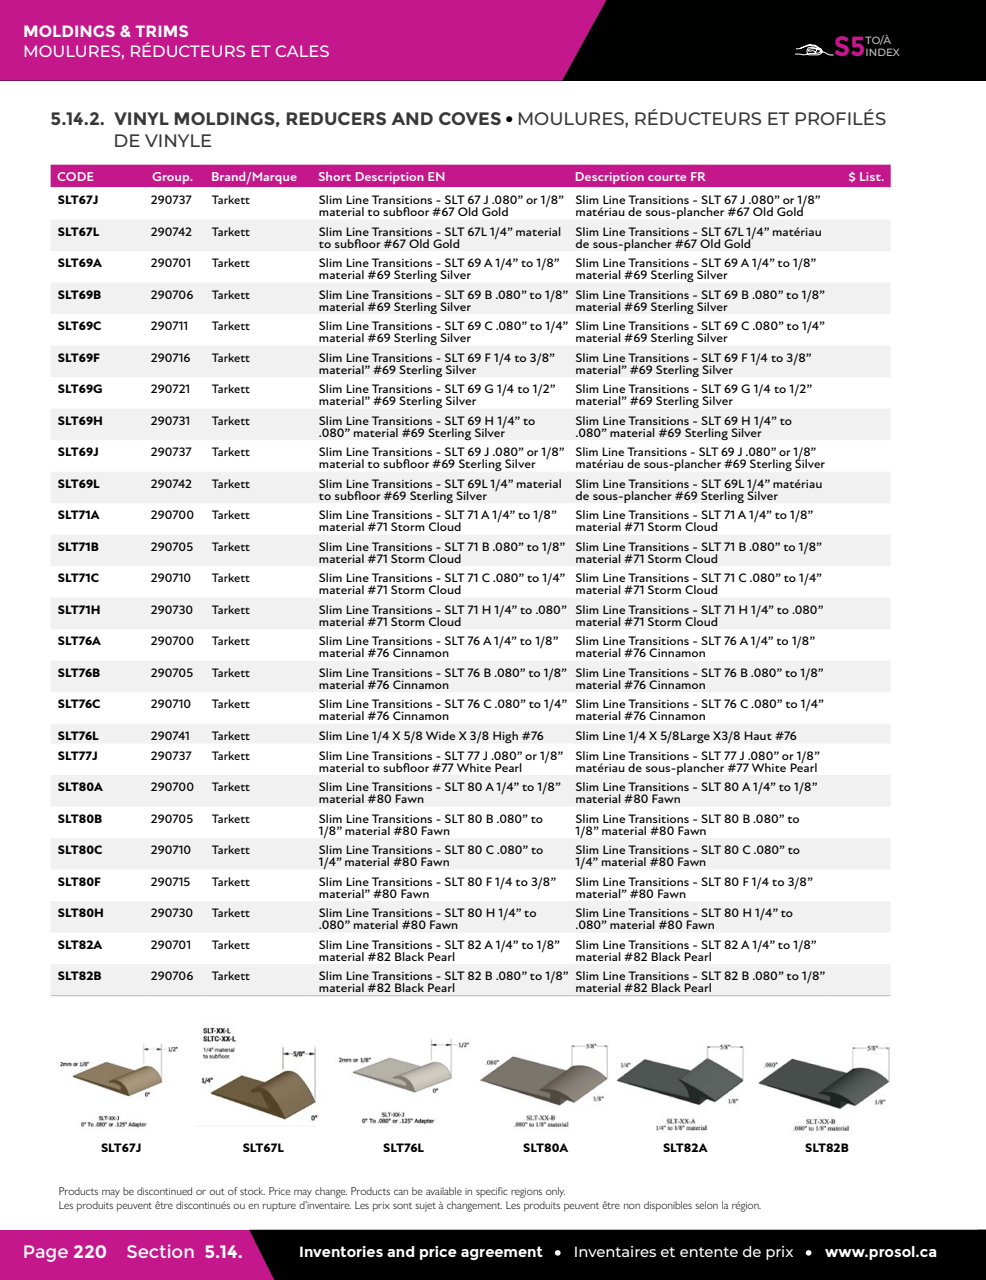 MOLDINGS & TRIMS
MOULURES, RÉDUCTEURS ET CALES
S5 TO/À INDEX
5.14.2. VINYL MOLDINGS, REDUCERS AND COVES • MOULURES, RÉDUCTEURS ET PROFILÉS
DE VINYLE
CODE Group. Brand/Marque Short Description EN Description courte FR $ List.
SLT67J 290737 Tarkett Slim Line Transitions - SLT 67 J .080” or 1/8” Slim Line Transitions - SLT 67 J .080” or 1/8”
material to subfloor #67 Old Gold matériau de sous-plancher #67 Old Gold
SLT67L 290742 Tarkett Slim Line Transitions - SLT 67L 1/4” material Slim Line Transitions - SLT 67L 1/4” matériau
to subfloor #67 Old Gold de sous-plancher #67 Old Gold
SLT69A 290701 Tarkett Slim Line Transitions - SLT 69 A 1/4” to 1/8” Slim Line Transitions - SLT 69 A 1/4” to 1/8”
material #69 Sterling Silver material #69 Sterling Silver
SLT69B 290706 Tarkett Slim Line Transitions - SLT 69 B .080” to 1/8” Slim Line Transitions - SLT 69 B .080” to 1/8”
material #69 Sterling Silver material #69 Sterling Silver
SLT69C 290711 Tarkett Slim Line Transitions - SLT 69 C .080” to 1/4” Slim Line Transitions - SLT 69 C .080” to 1/4”
material #69 Sterling Silver material #69 Sterling Silver
SLT69F 290716 Tarkett Slim Line Transitions - SLT 69 F 1/4 to 3/8” Slim Line Transitions - SLT 69 F 1/4 to 3/8”
material” #69 Sterling Silver material” #69 Sterling Silver
SLT69G 290721 Tarkett Slim Line Transitions - SLT 69 G 1/4 to 1/2” Slim Line Transitions - SLT 69 G 1/4 to 1/2”
material” #69 Sterling Silver material” #69 Sterling Silver
SLT69H 290731 Tarkett Slim Line Transitions - SLT 69 H 1/4” to Slim Line Transitions - SLT 69 H 1/4” to
.080” material #69 Sterling Silver .080” material #69 Sterling Silver
SLT69J 290737 Tarkett Slim Line Transitions - SLT 69 J .080” or 1/8” Slim Line Transitions - SLT 69 J .080” or 1/8”
material to subfloor #69 Sterling Silver matériau de sous-plancher #69 Sterling Silver
SLT69L 290742 Tarkett Slim Line Transitions - SLT 69L 1/4” material Slim Line Transitions - SLT 69L 1/4” matériau
to subfloor #69 Sterling Silver de sous-plancher #69 Sterling Silver
SLT71A 290700 Tarkett Slim Line Transitions - SLT 71 A 1/4” to 1/8” Slim Line Transitions - SLT 71 A 1/4” to 1/8”
material #71 Storm Cloud material #71 Storm Cloud
SLT71B 290705 Tarkett Slim Line Transitions - SLT 71 B .080” to 1/8” Slim Line Transitions - SLT 71 B .080” to 1/8”
material #71 Storm Cloud material #71 Storm Cloud
SLT71C 290710 Tarkett Slim Line Transitions - SLT 71 C .080” to 1/4” Slim Line Transitions - SLT 71 C .080” to 1/4”
material #71 Storm Cloud material #71 Storm Cloud
SLT71H 290730 Tarkett Slim Line Transitions - SLT 71 H 1/4” to .080” Slim Line Transitions - SLT 71 H 1/4” to .080”
material #71 Storm Cloud material #71 Storm Cloud
SLT76A 290700 Tarkett Slim Line Transitions - SLT 76 A 1/4” to 1/8” Slim Line Transitions - SLT 76 A 1/4” to 1/8”
material #76 Cinnamon material #76 Cinnamon
SLT76B 290705 Tarkett Slim Line Transitions - SLT 76 B .080” to 1/8” Slim Line Transitions - SLT 76 B .080” to 1/8”
material #76 Cinnamon material #76 Cinnamon
SLT76C 290710 Tarkett Slim Line Transitions - SLT 76 C .080” to 1/4” Slim Line Transitions - SLT 76 C .080” to 1/4”
material #76 Cinnamon material #76 Cinnamon
SLT76L 290741 Tarkett Slim Line 1/4 X 5/8 Wide X 3/8 High #76 Slim Line 1/4 X 5/8Large X3/8 Haut #76
SLT77J 290737 Tarkett Slim Line Transitions - SLT 77 J .080” or 1/8” Slim Line Transitions - SLT 77 J .080” or 1/8”
material to subfloor #77 White Pearl matériau de sous-plancher #77 White Pearl
SLT80A 290700 Tarkett Slim Line Transitions - SLT 80 A 1/4” to 1/8” Slim Line Transitions - SLT 80 A 1/4” to 1/8”
material #80 Fawn material #80 Fawn
SLT80B 290705 Tarkett Slim Line Transitions - SLT 80 B .080” to Slim Line Transitions - SLT 80 B .080” to
1/8” material #80 Fawn 1/8” material #80 Fawn
SLT80C 290710 Tarkett Slim Line Transitions - SLT 80 C .080” to Slim Line Transitions - SLT 80 C .080” to
1/4” material #80 Fawn 1/4” material #80 Fawn
SLT80F 290715 Tarkett Slim Line Transitions - SLT 80 F 1/4 to 3/8” Slim Line Transitions - SLT 80 F 1/4 to 3/8”
material” #80 Fawn material” #80 Fawn
SLT80H 290730 Tarkett Slim Line Transitions - SLT 80 H 1/4” to Slim Line Transitions - SLT 80 H 1/4” to
.080” material #80 Fawn .080” material #80 Fawn
SLT82A 290701 Tarkett Slim Line Transitions - SLT 82 A 1/4” to 1/8” Slim Line Transitions - SLT 82 A 1/4” to 1/8”
material #82 Black Pearl material #82 Black Pearl
SLT82B 290706 Tarkett Slim Line Transitions - SLT 82 B .080” to 1/8” Slim Line Transitions - SLT 82 B .080” to 1/8”
material #82 Black Pearl material #82 Black Pearl
2mm or 1/8" 1/2" 0"
SLT-XX-J
0" To .080" or .125" Adapter
SLT-XX-L
SLTC-XX-L
1/4" material
to subfloor
5/8"
1/4"
0"
2mm or 1/8" 1/2" 0"
SLT-XX-J
0" To .080" or .125" Adapter
.080" 5/8" 1/8"
SLT-XX-B
.080" to 1/8" material
1/4" 5/8" 1/8"
SLT-XX-A
1/4" to 1/8" material
.080" 5/8" 1/8"
SLT-XX-B
.080" to 1/8" material
SLT67J SLT67L SLT76L SLT80A SLT82A SLT82B
Products may be discontinued or out of stock. Price may change. Products can be available in specific regions only.
Les produits peuvent être discontinués ou en rupture d’inventaire. Les prix sont sujet à changement. Les produits peuvent être non disponibles selon la région.
Page 220 Section 5.14. Inventories and price agreement • Inventaires et entente de prix • www.prosol.ca